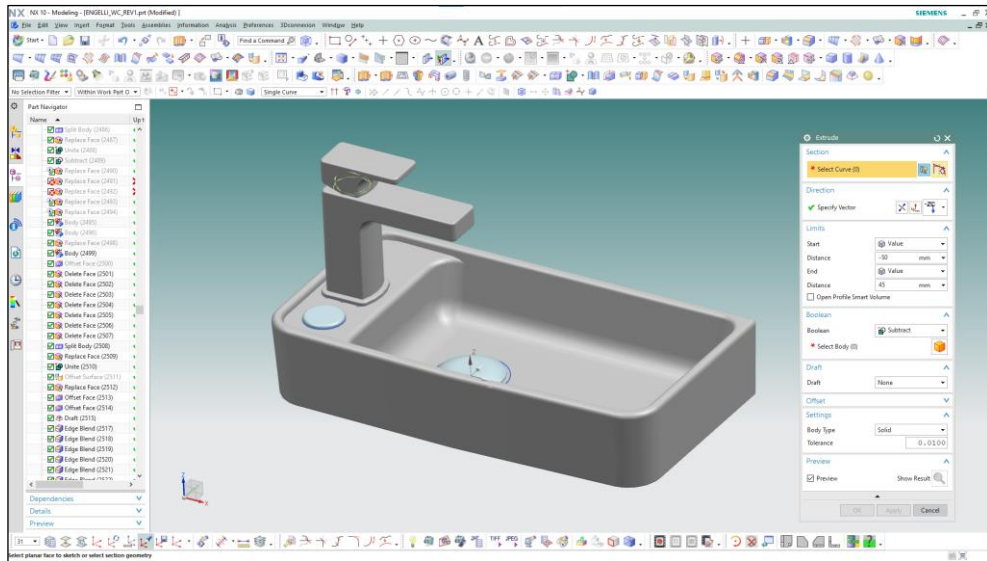 NX NX 10 - Modeling - [ENGELLI_WC_REV1.prt (Modified) ]
SIEMENS
File Edit View Insert Format Tools Assemblies Information Analysis Preferences 3Dconnexion Window Help
Start
Find a Command
No Selection Filter
Within Work Part O
Single Curve
Part Navigator
Name
Split Body (2486)
Replace Face (2487)
Unite (2488)
Subtract (2489)
Replace Face (2490)
Replace Face (2491)
Replace Face (2492)
Replace Face (2493)
Replace Face (2494)
Body (2495)
Body (2496)
Replace Face (2498)
Body (2499)
Offset Face (2500)
Delete Face (2501)
Delete Face (2502)
Delete Face (2503)
Delete Face (2504)
Delete Face (2505)
Delete Face (2506)
Delete Face (2507)
Split Body (2508)
Replace Face (2509)
Unite (2510)
Offset Surface (2511)
Replace Face (2512)
Offset Face (2513)
Offset Face (2514)
Draft (2515)
Edge Blend (2517)
Edge Blend (2518)
Edge Blend (2519)
Edge Blend (2520)
Edge Blend (2521)
Dependencies
Details
Preview
Extrude
Section
* Select Curve (0)
Direction
Specify Vector
Limits
Start Value
Distance -50 mm
End Value
Distance 45 mm
Open Profile Smart Volume
Boolean
Boolean Subtract
* Select Body (0)
Draft
Draft None
Offset
Settings
Body Type Solid
Tolerance 0.0100
Preview
Preview Show Result
OK Apply Cancel
31
TIFF JPEG
Select planar face to sketch or select section geometry